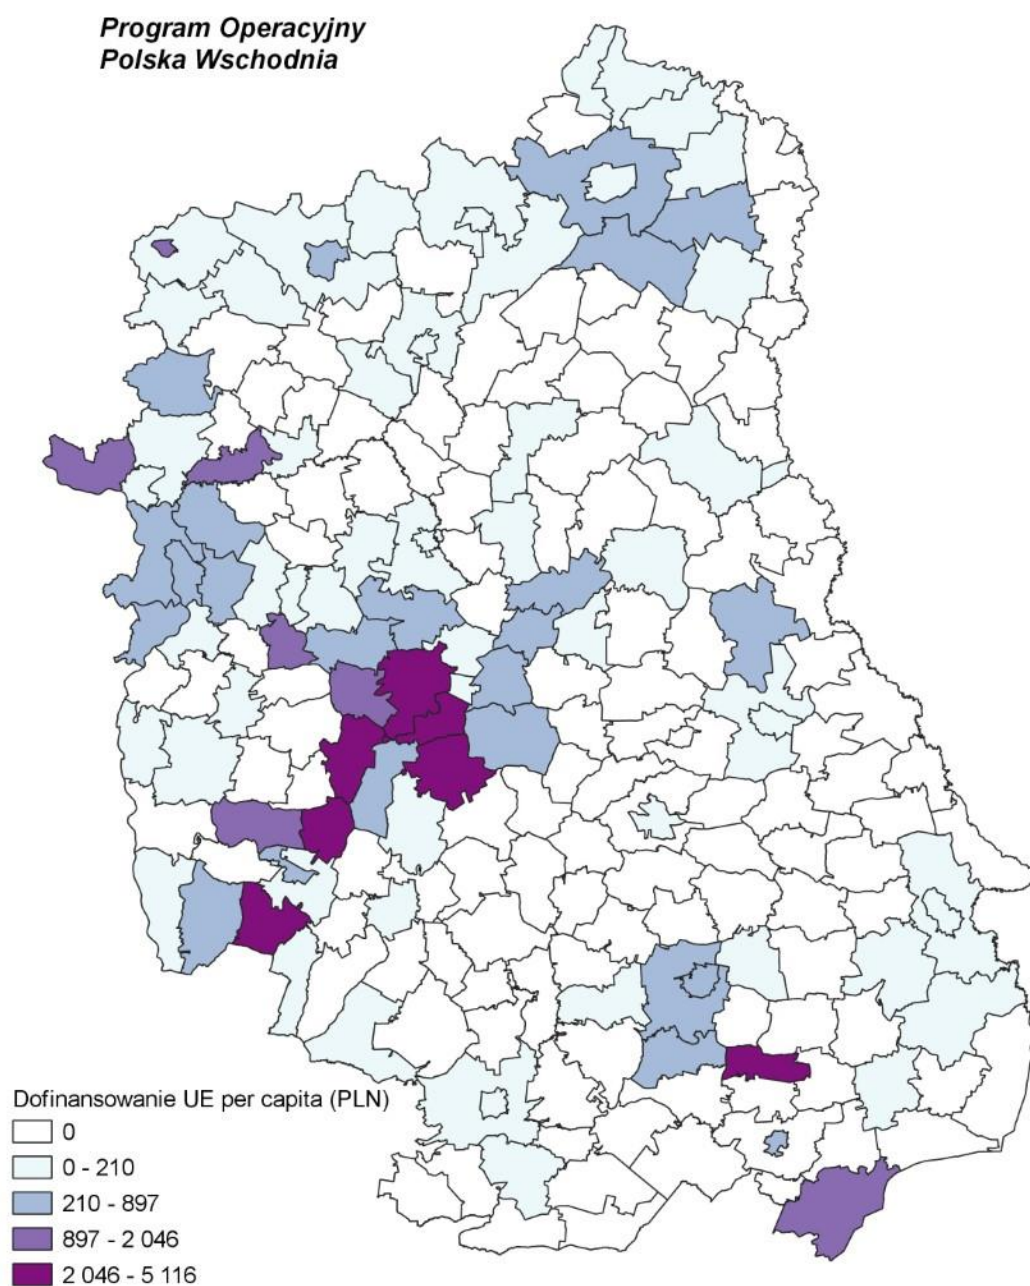 Program Operacyjny
Polska Wschodnia
Dofinansowanie UE per capita (PLN)
0
0 - 210
210 - 897
897 - 2 046
2 046 - 5 116